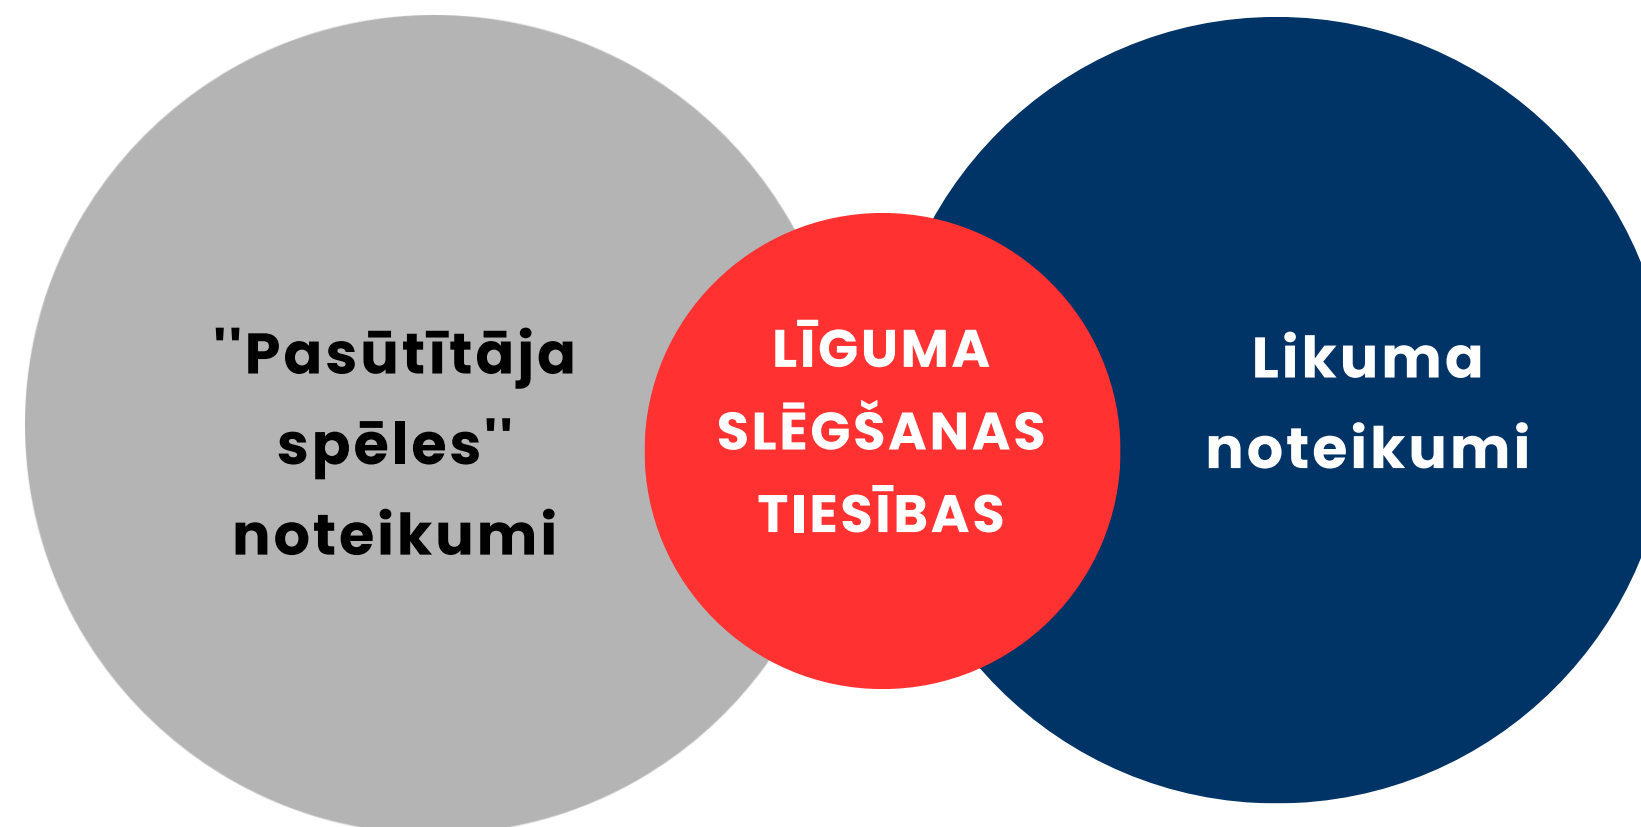 ''Pasūtītāja
spēles''
noteikumi
LĪGUMA
SLĒGŠANAS
TIESĪBAS
Likuma
noteikumi